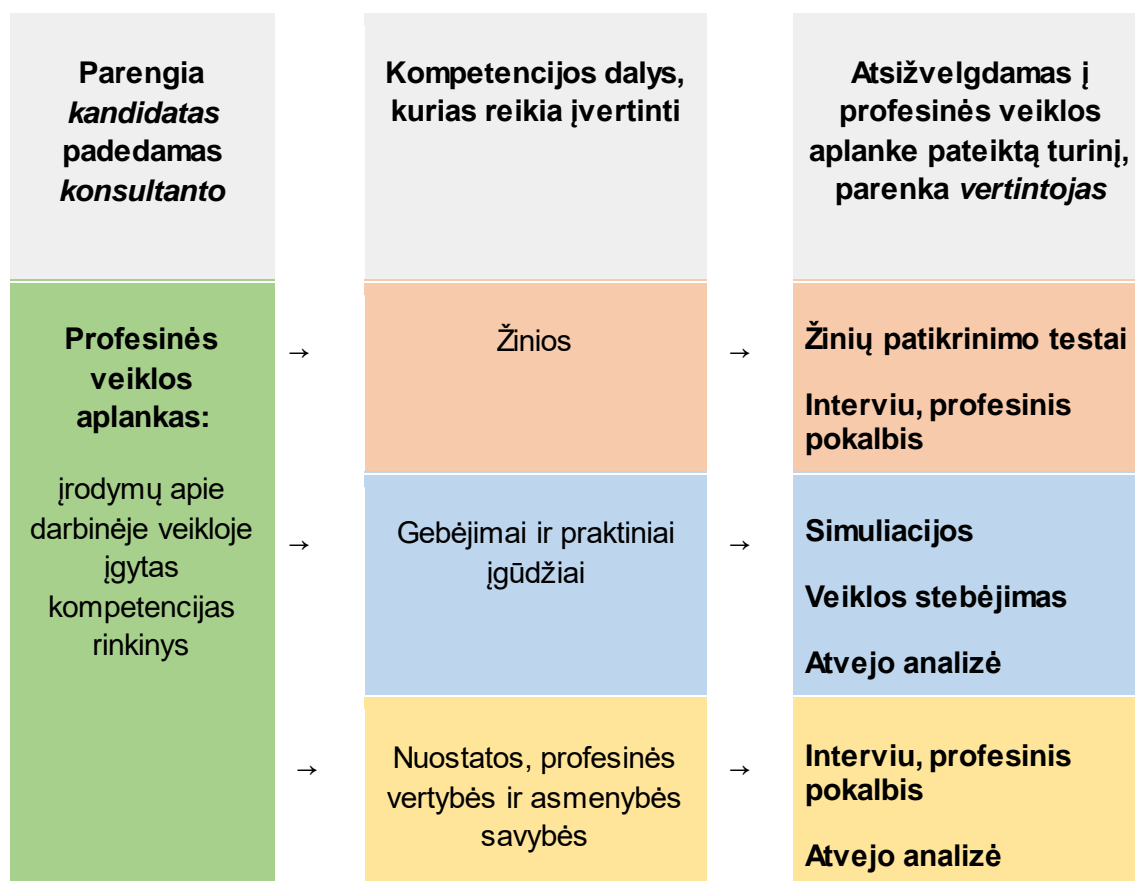 Parengia
kandidatas
padedamas
konsultanto
Kompetencijos dalys,
kurias reikia įvertinti
Atsižvelgdamas į
profesinės veiklos
aplanke pateiktą turinį,
parenka vertintojas
Profesinės
veiklos
aplankas:
įrodymų apie
darbinėje veikloje
įgytas
kompetencijas
rinkinys
→
Žinios
→
Žinių patikrinimo testai
Interviu, profesinis
pokalbis
→
Gebėjimai ir praktiniai
įgūdžiai
→
Simuliacijos
Veiklos stebėjimas
Atvejo analizė
→
Nuostatos, profesinės
vertybės ir asmenybės
savybės
→
Interviu, profesinis
pokalbis
Atvejo analizė